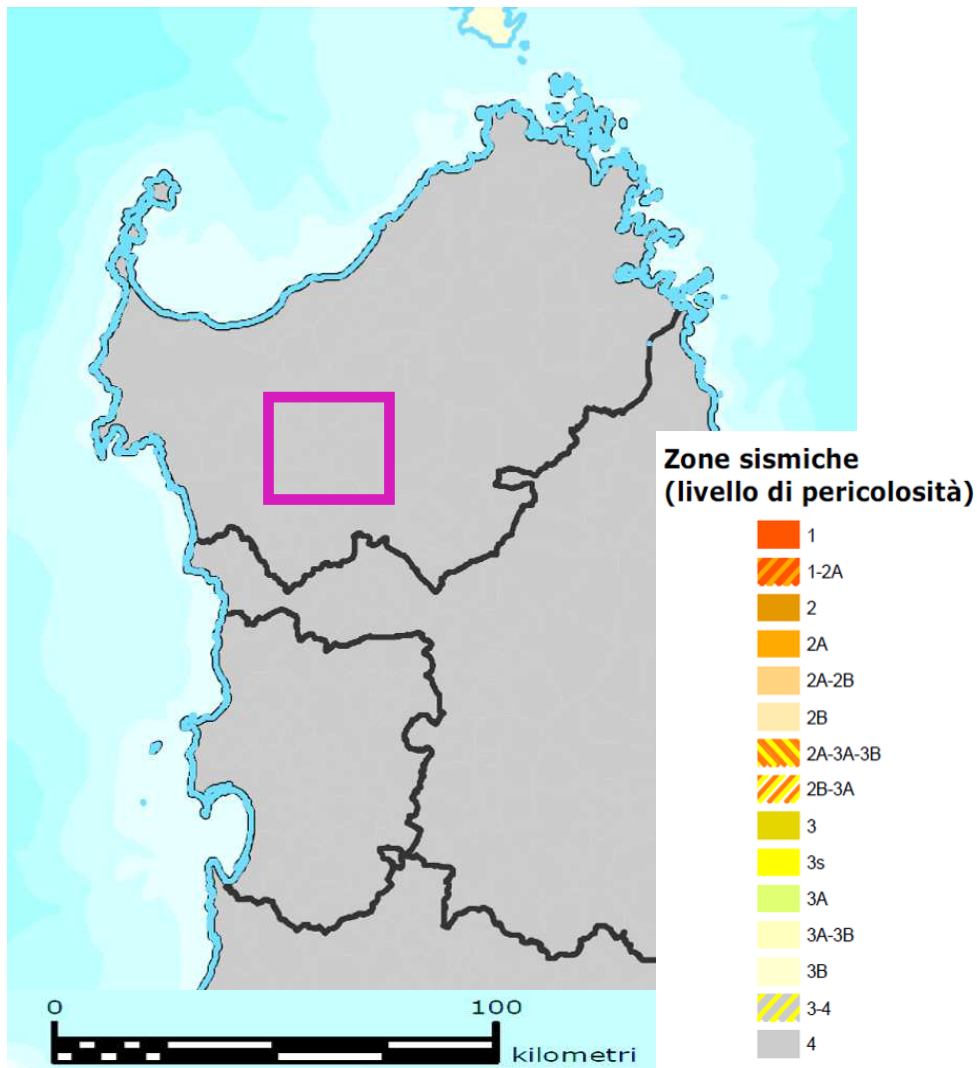 Zone sismiche
(livello di pericolosità)
1
1-2A
2
2A
2A-2B
2B
2A-3A-3B
2B-3A
3
3s
3A
3A-3B
3B
3-4
4
0 100
kilometri